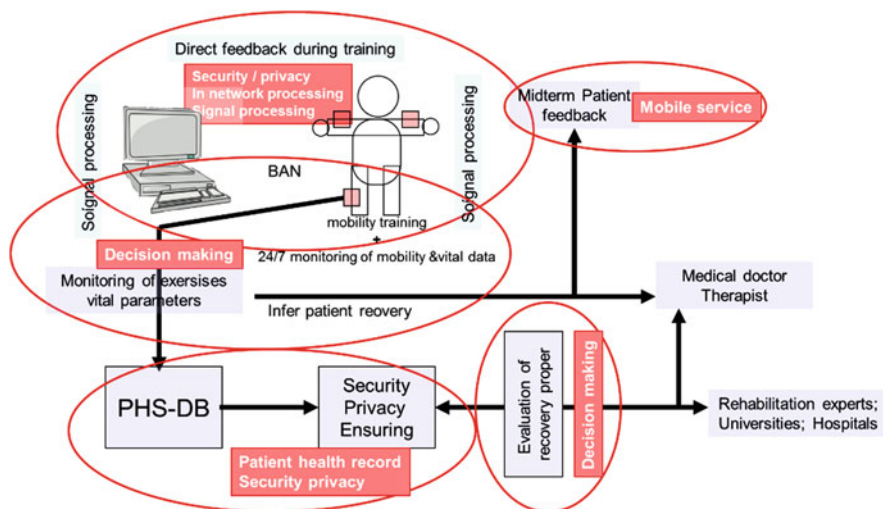 Direct feedback during training
Security / privacy
In network processing
Signal processing
Soignal processing
Soignal processing
BAN
mobility training
+
24/7 monitoring of mobility &vital data
Midterm Patient
feedback
Mobile service
Decision making
Monitoring of exersises
vital parameters
Infer patient reovery
Medical doctor
Therapist
PHS-DB
Security
Privacy
Ensuring
Patient health record
Security privacy
Evaluation of
recovery proper
Decision making
Rehabilitation experts;
Universities; Hospitals